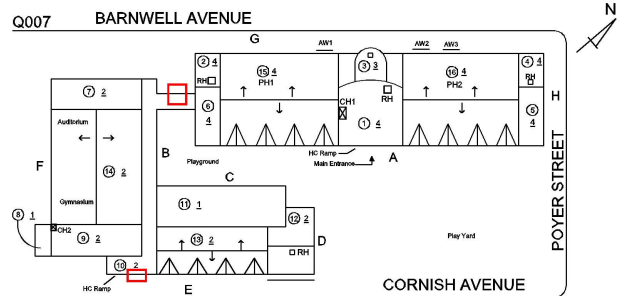 Q007 BARNWELL AVENUE
N
G
AW1 AW2 AW3
2 4
3 3
4 4
15 4
PH1
16 4
PH2
RH
RH
RH
7 2
6
4
CH1
1 4
5
4
H
Auditorium
F
B
Playground
HC Ramp
Main Entrance
A
14 2
C
Gymnasium
11 1
8 1
CH2
9 2
12 2
13 2
D
RH
Play Yard
10 2
HC Ramp
E
CORNISH AVENUE
POYER STREET